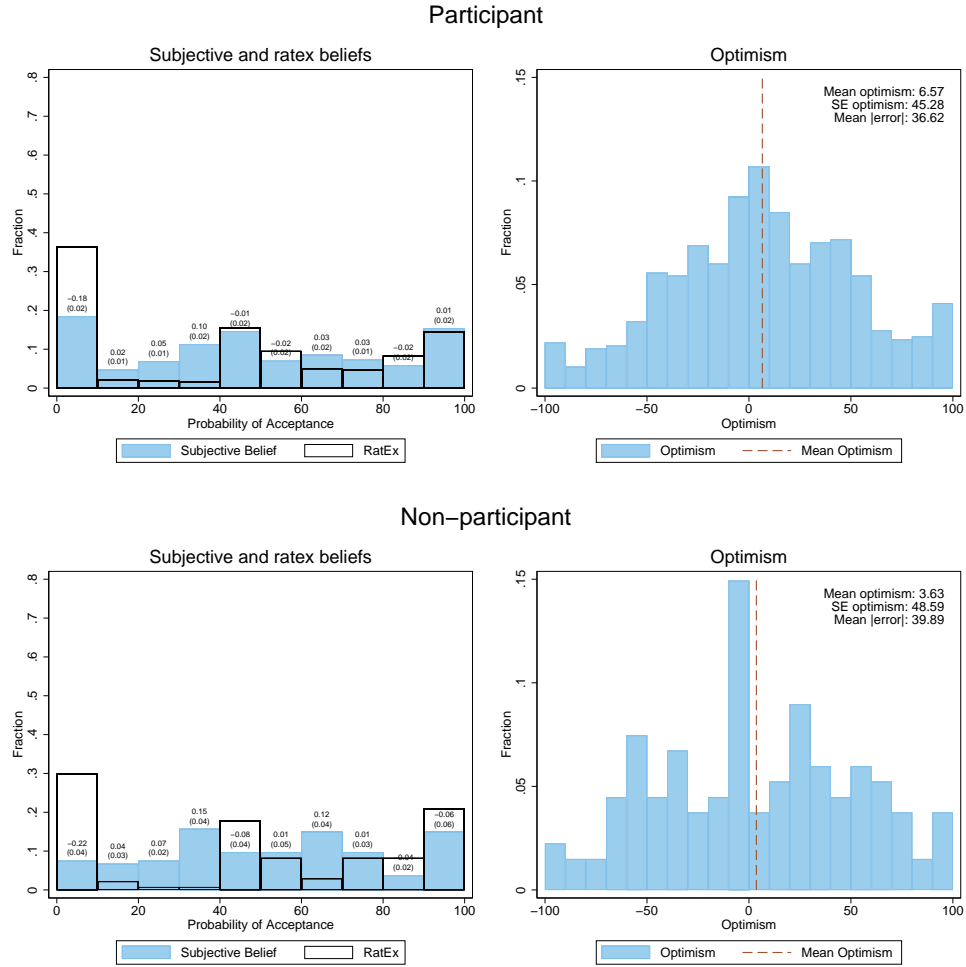 Participant
Subjective and ratex beliefs
.8
.7
.6
.5
.4
.3
.2
.1
0
Fraction
−0.18
(0.02)
0.02
(0.01)
0.05
(0.01)
0.10
(0.02)
−0.01
(0.02)
−0.02
(0.02)
0.03
(0.02)
0.03
(0.01)
−0.02
(0.02)
0.01
(0.02)
0 20 40 60 80 100
Probability of Acceptance
Subjective Belief RatEx
Optimism
.15
.1
.05
0
Fraction
Mean optimism: 6.57
SE optimism: 45.28
Mean |error|: 36.62
−100 −50 0 50 100
Optimism
Optimism Mean Optimism
Non−participant
Subjective and ratex beliefs
.8
.7
.6
.5
.4
.3
.2
.1
0
Fraction
−0.22
(0.04)
0.04
(0.03)
0.07
(0.02)
0.15
(0.04)
−0.08
(0.04)
0.01
(0.05)
0.12
(0.04)
0.01
(0.03)
−0.04
(0.02)
−0.06
(0.06)
0 20 40 60 80 100
Probability of Acceptance
Subjective Belief RatEx
Optimism
.15
.1
.05
0
Fraction
Mean optimism: 3.63
SE optimism: 48.59
Mean |error|: 39.89
−100 −50 0 50 100
Optimism
Optimism Mean Optimism